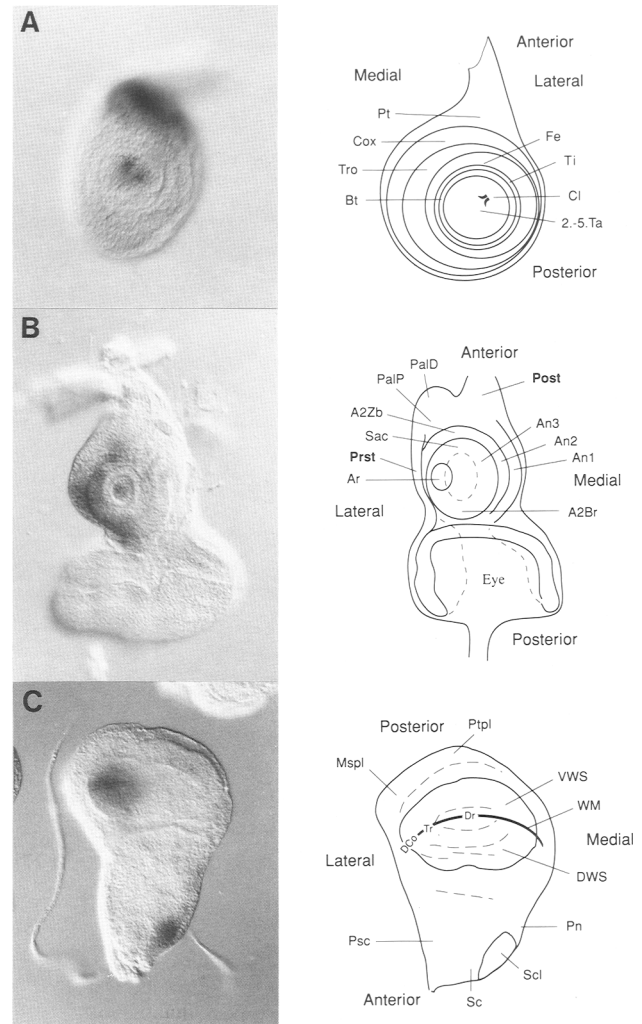 A
Anterior
Medial
Lateral
Pt
Cox
Fe
Tro
Ti
Bt
Cl
2.-5.Ta
Posterior
B
Anterior
PalD
PalP
Post
A2Zb
An3
Sac
An2
Prst
An1
Ar
Medial
Lateral
A2Br
Eye
Posterior
C
Posterior
Ptpl
Mspl
VWS
WM
Dr
Tr
DCo
Medial
Lateral
DWS
Psc
Pn
Scl
Anterior
Sc